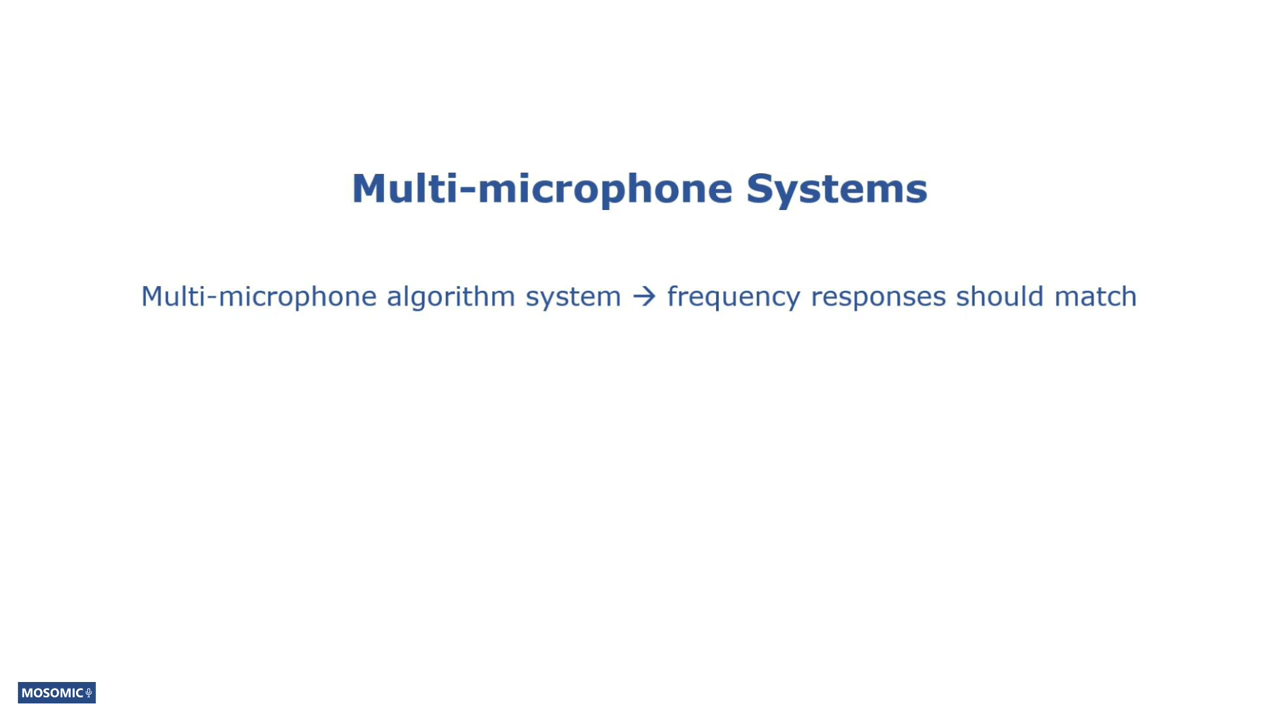 Multi-microphone Systems
Multi-microphone algorithm system → frequency responses should match
MOSOMIC